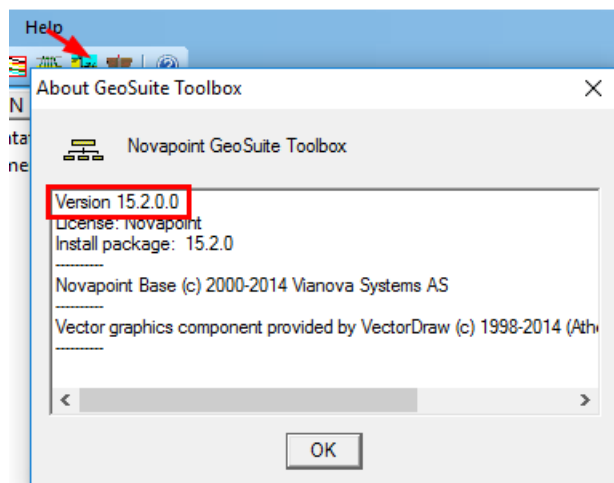 Help
About GeoSuite Toolbox
N
Novapoint GeoSuite Toolbox
Version 15.2.0.0
License: Novapoint
Install package: 15.2.0
----------
Novapoint Base (c) 2000-2014 Vianova Systems AS
----------
Vector graphics component provided by VectorDraw (c) 1998-2014 (Ath
----------
OK